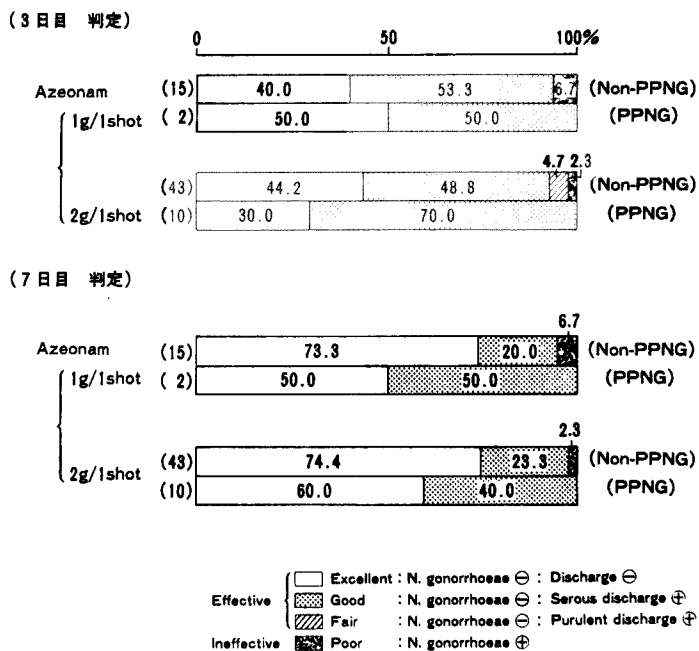 (3日目 判定)
0 50 100%
Azeonam (15) 40.0 53.3 6.7 (Non-PPNG)
1g/1shot (2) 50.0 50.0 (PPNG)
4.7 2.3
(43) 44.2 48.8 (Non-PPNG)
2g/1shot (10) 30.0 70.0 (PPNG)
(7日目 判定)
6.7
Azeonam (15) 73.3 20.0 (Non-PPNG)
1g/1shot (2) 50.0 50.0 (PPNG)
2.3
(43) 74.4 23.3 (Non-PPNG)
2g/1shot (10) 60.0 40.0 (PPNG)
Excellent : N. gonorrhoeae ⊖ : Discharge ⊖
Effective Good : N. gonorrhoeae ⊖ : Serous discharge ⊕
Fair : N. gonorrhoeae ⊖ : Purulent discharge ⊕
Ineffective Poor : N. gonorrhoeae ⊕